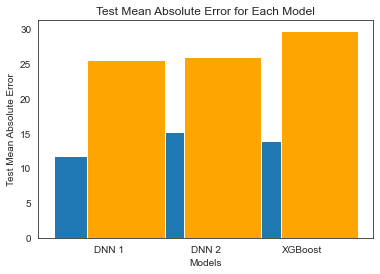 Test Mean Absolute Error for Each Model
30
25
20
15
10
5
0
Test Mean Absolute Error
DNN 1 DNN 2 XGBoost
Models